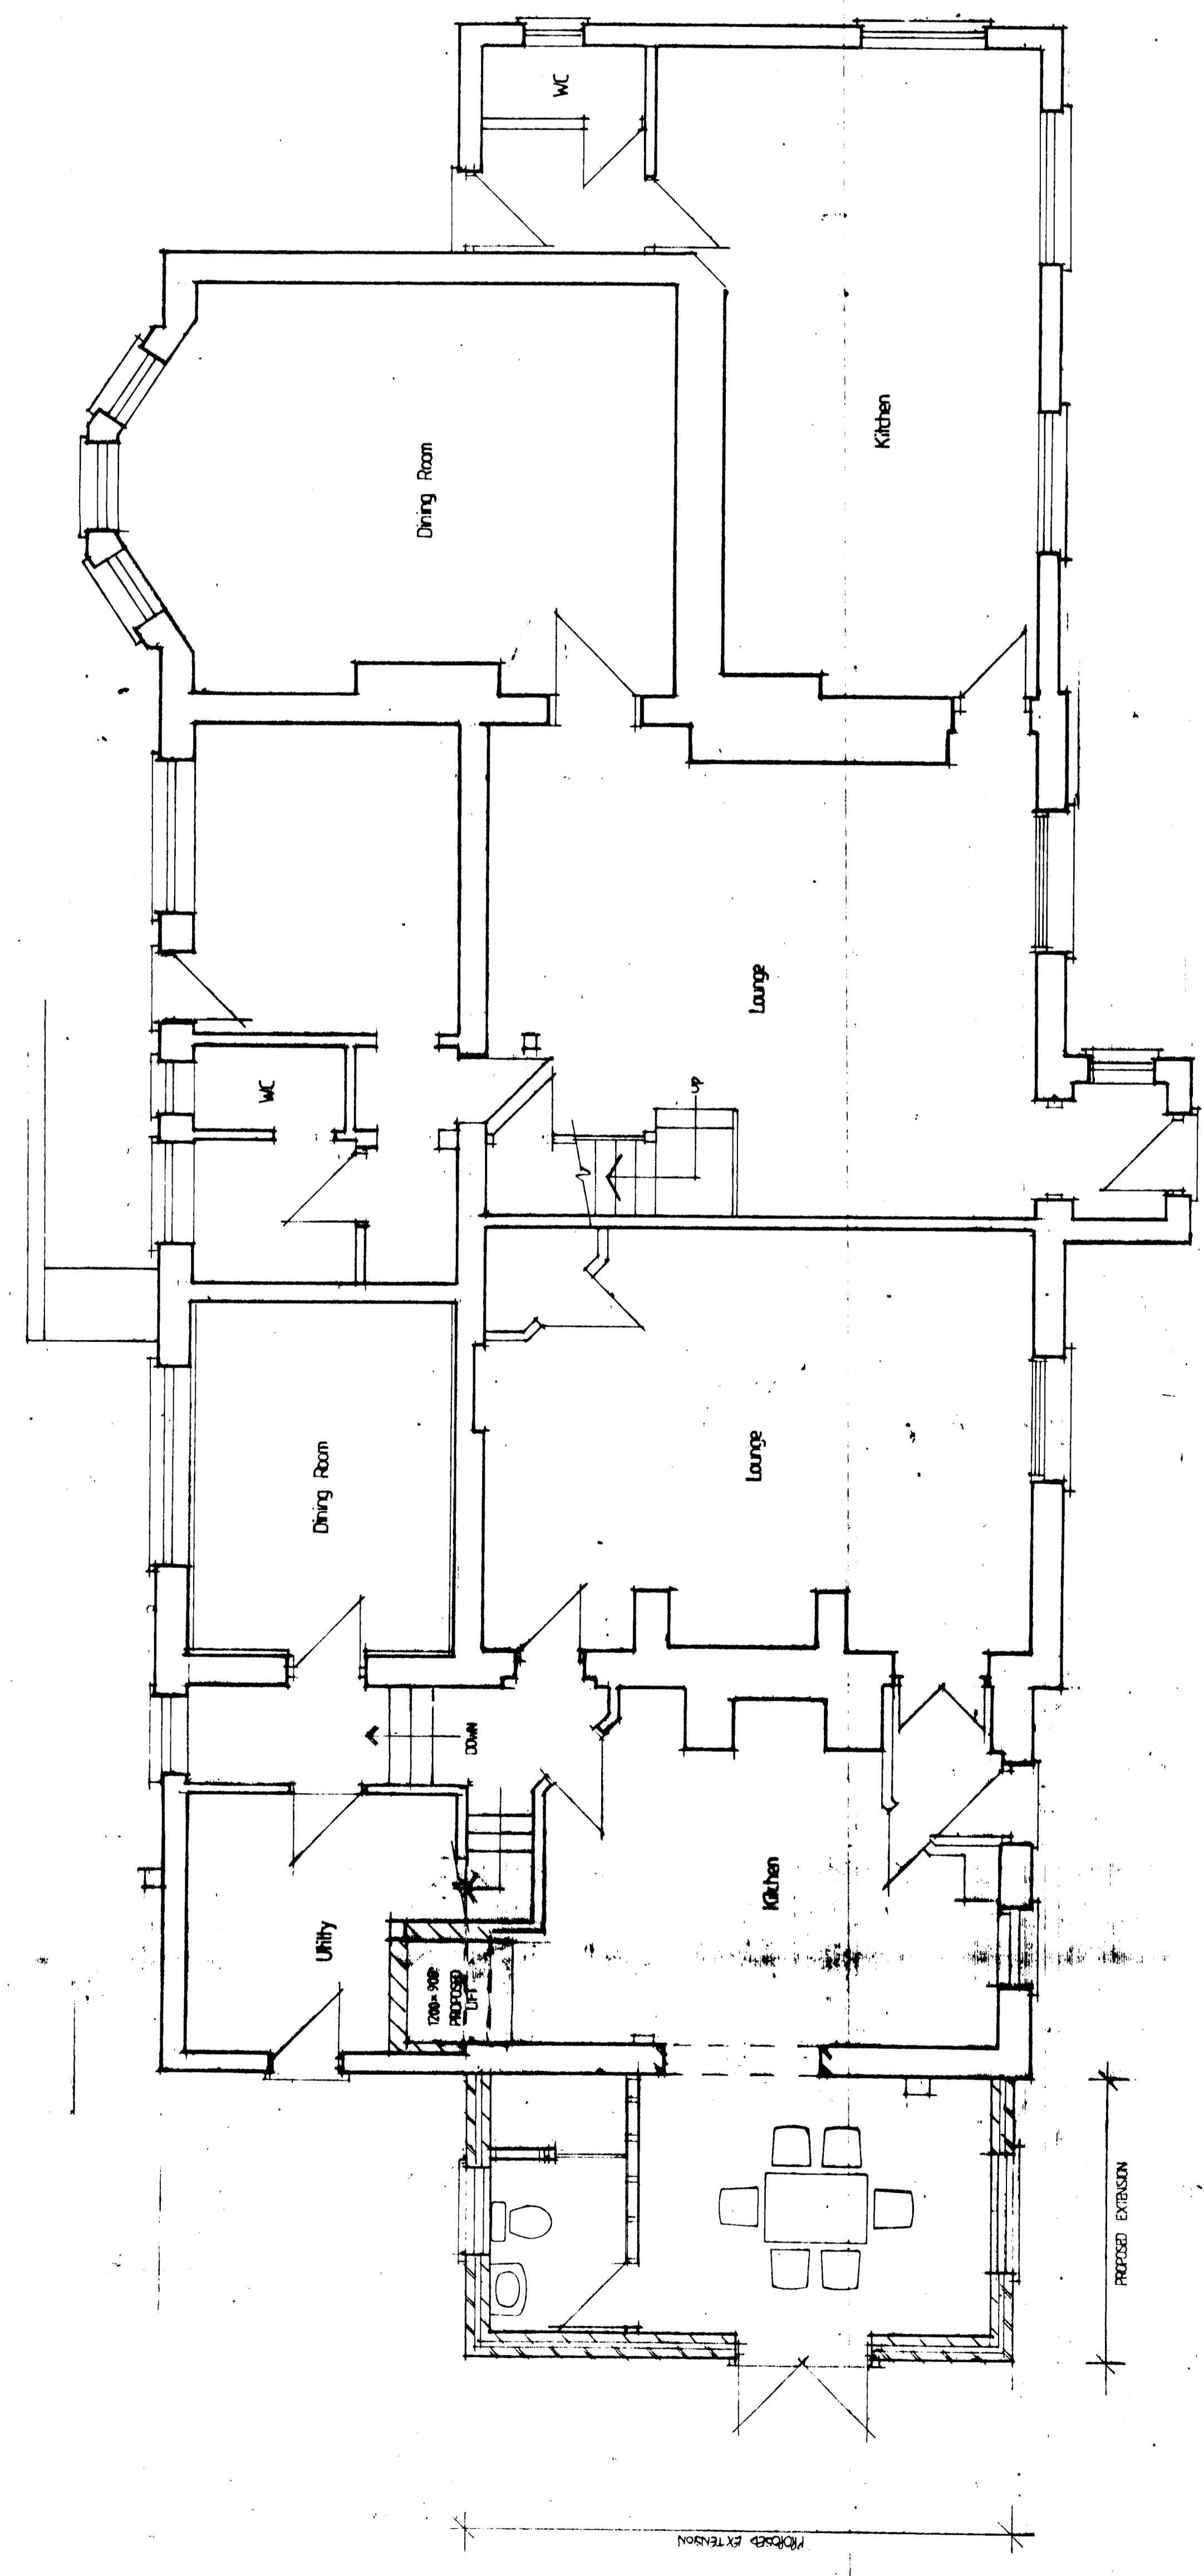 WC
Kitchen
Dining Room
Lounge
UP
WC
Dining Room
Lounge
DOWN
Utility
Kitchen
1200 x 900
PROPOSED
LIFT
PROPOSED EXTENSION
PROPOSED EXTENSION